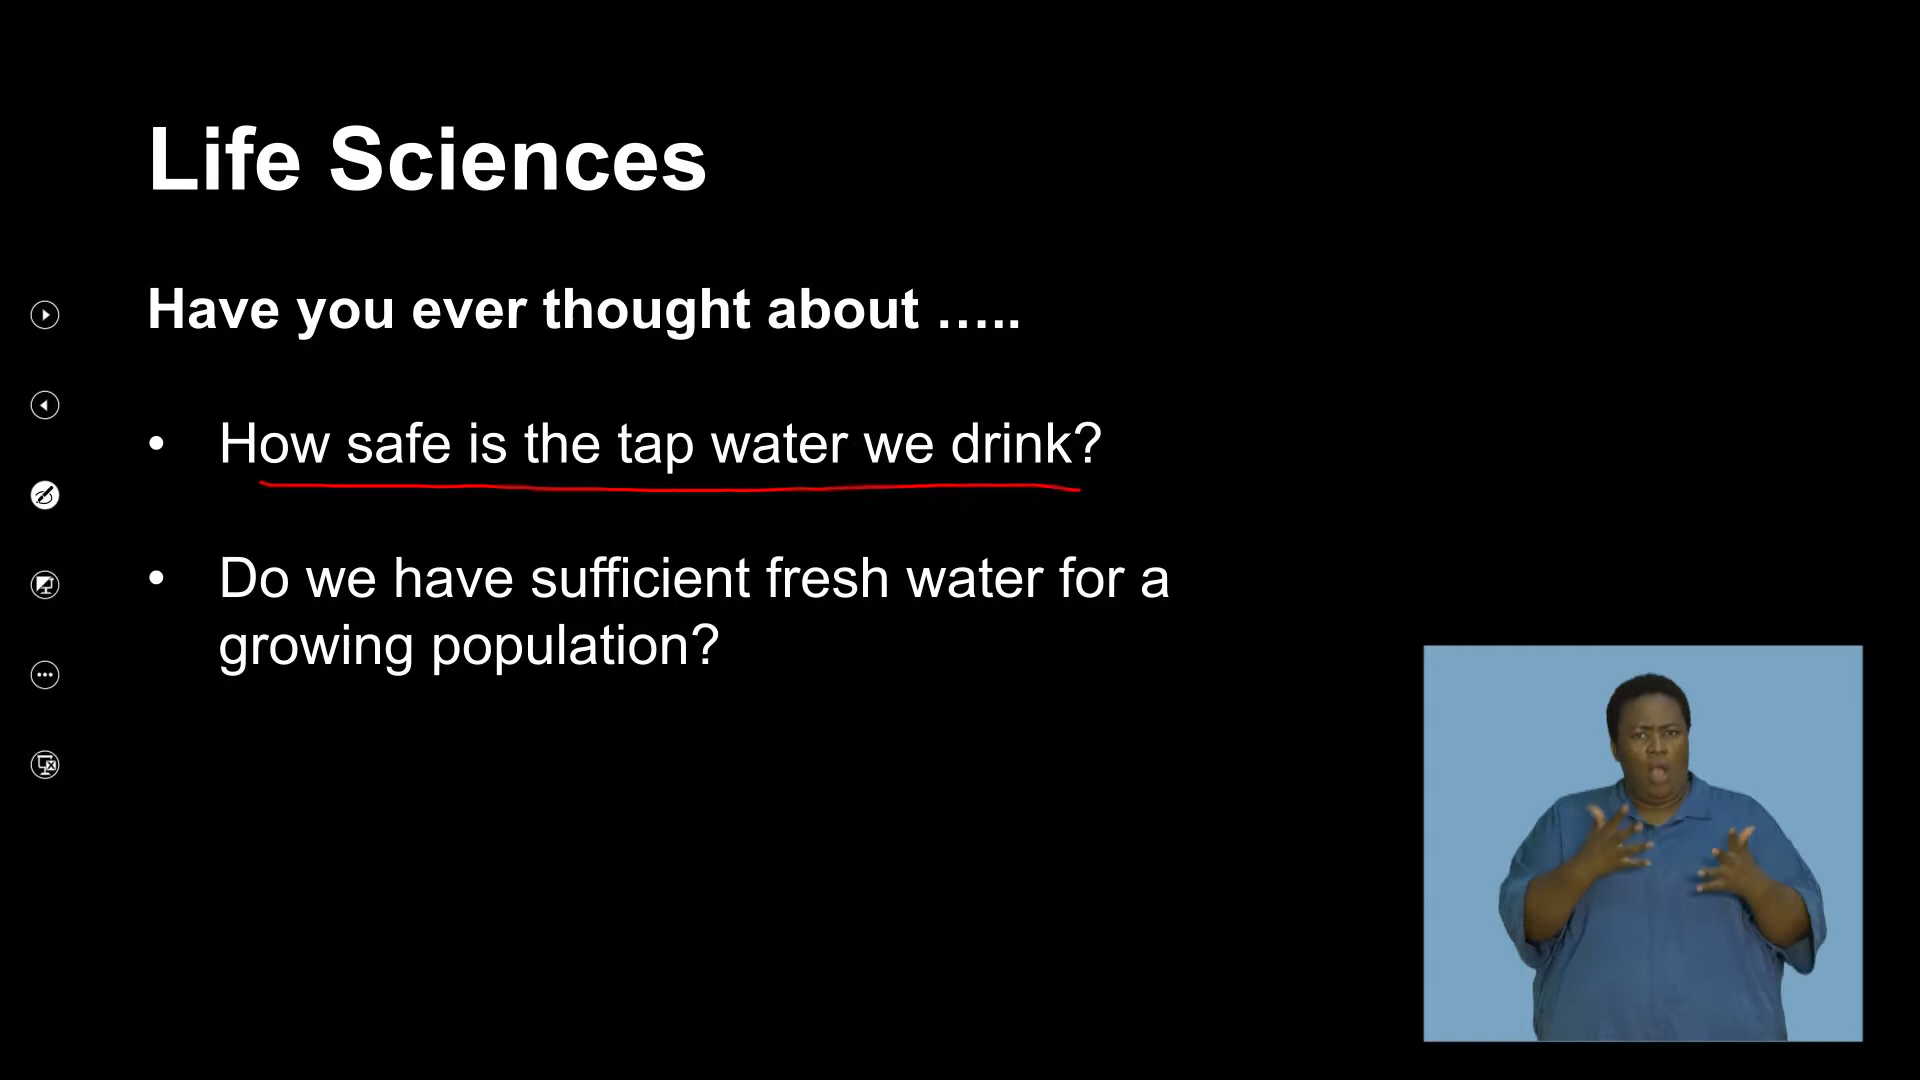 Life Sciences
Have you ever thought about …..
• How safe is the tap water we drink?
• Do we have sufficient fresh water for a
growing population?